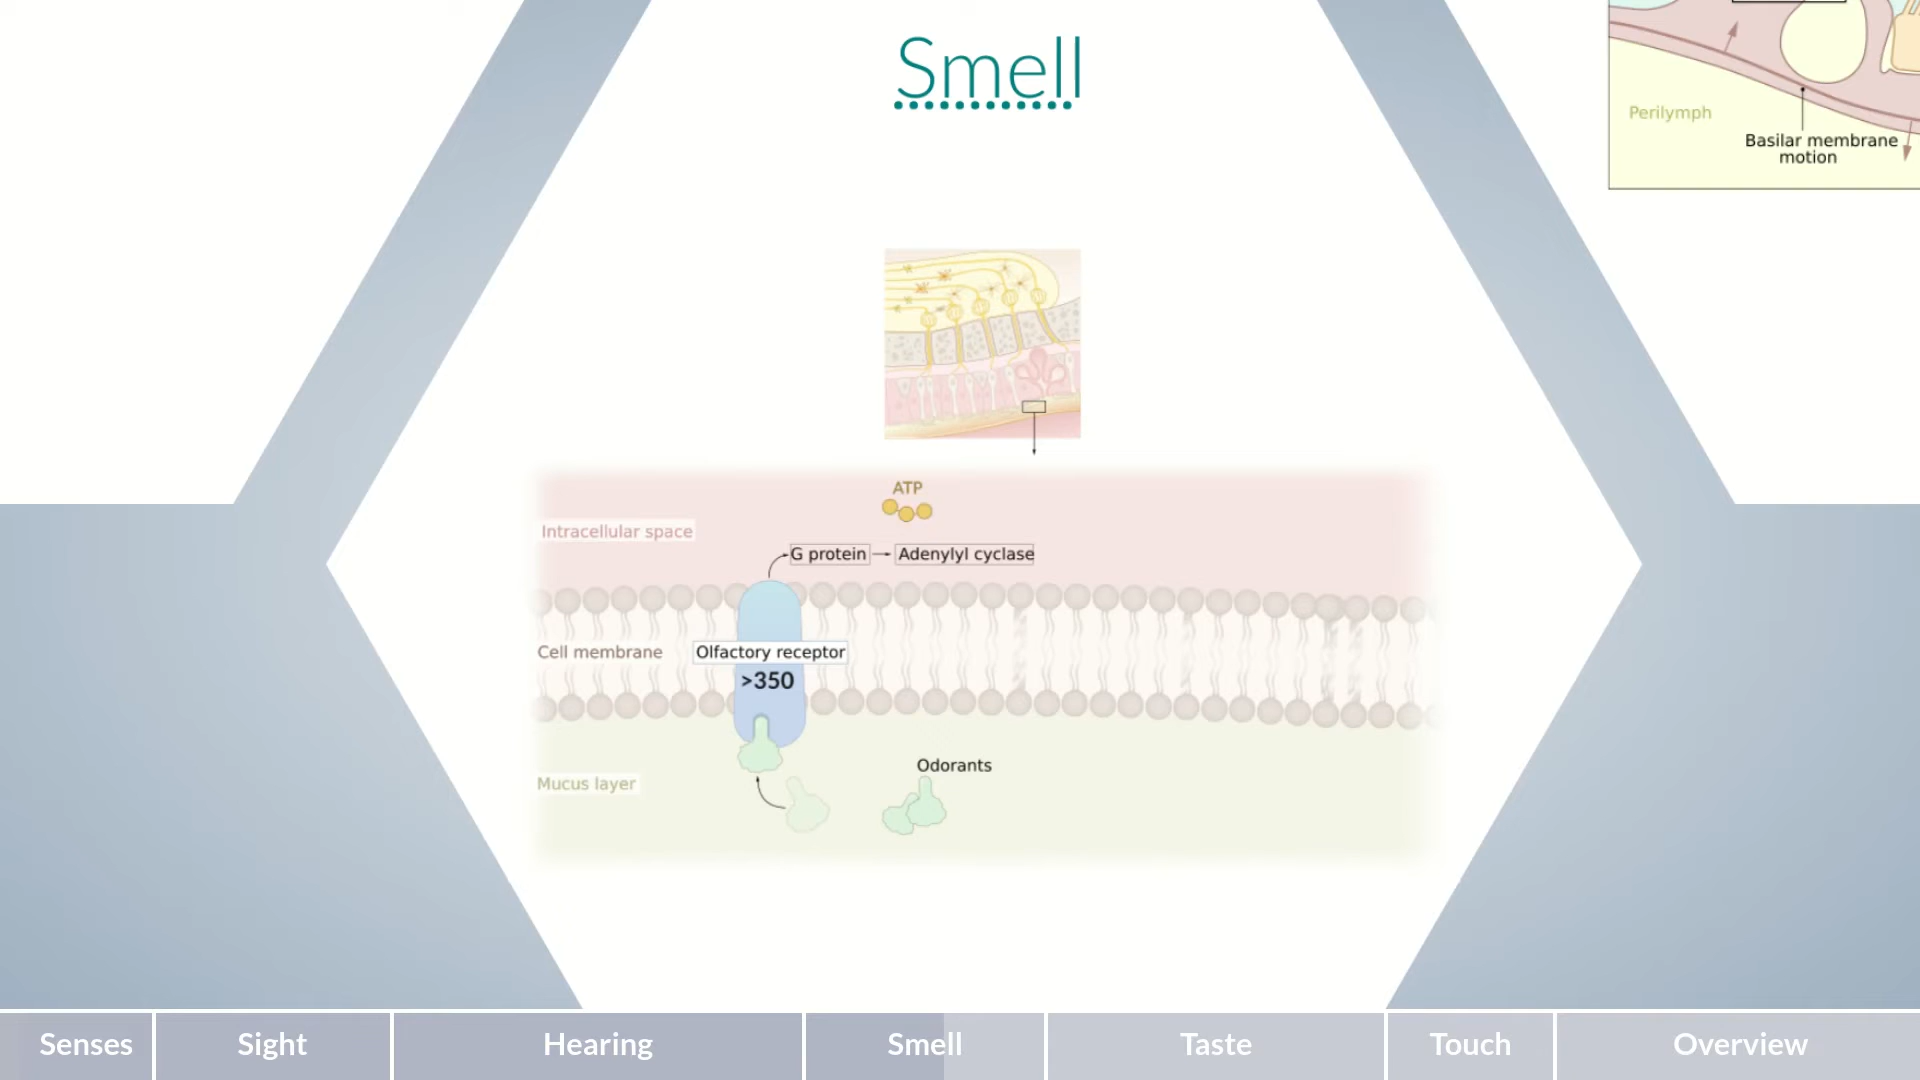 Smell
Perilymph
Basilar membrane
motion
ATP
Intracellular space
G protein
Adenylyl cyclase
Cell membrane
Olfactory receptor
>350
Odorants
Mucus layer
Senses
Sight
Hearing
Smell
Taste
Touch
Overview